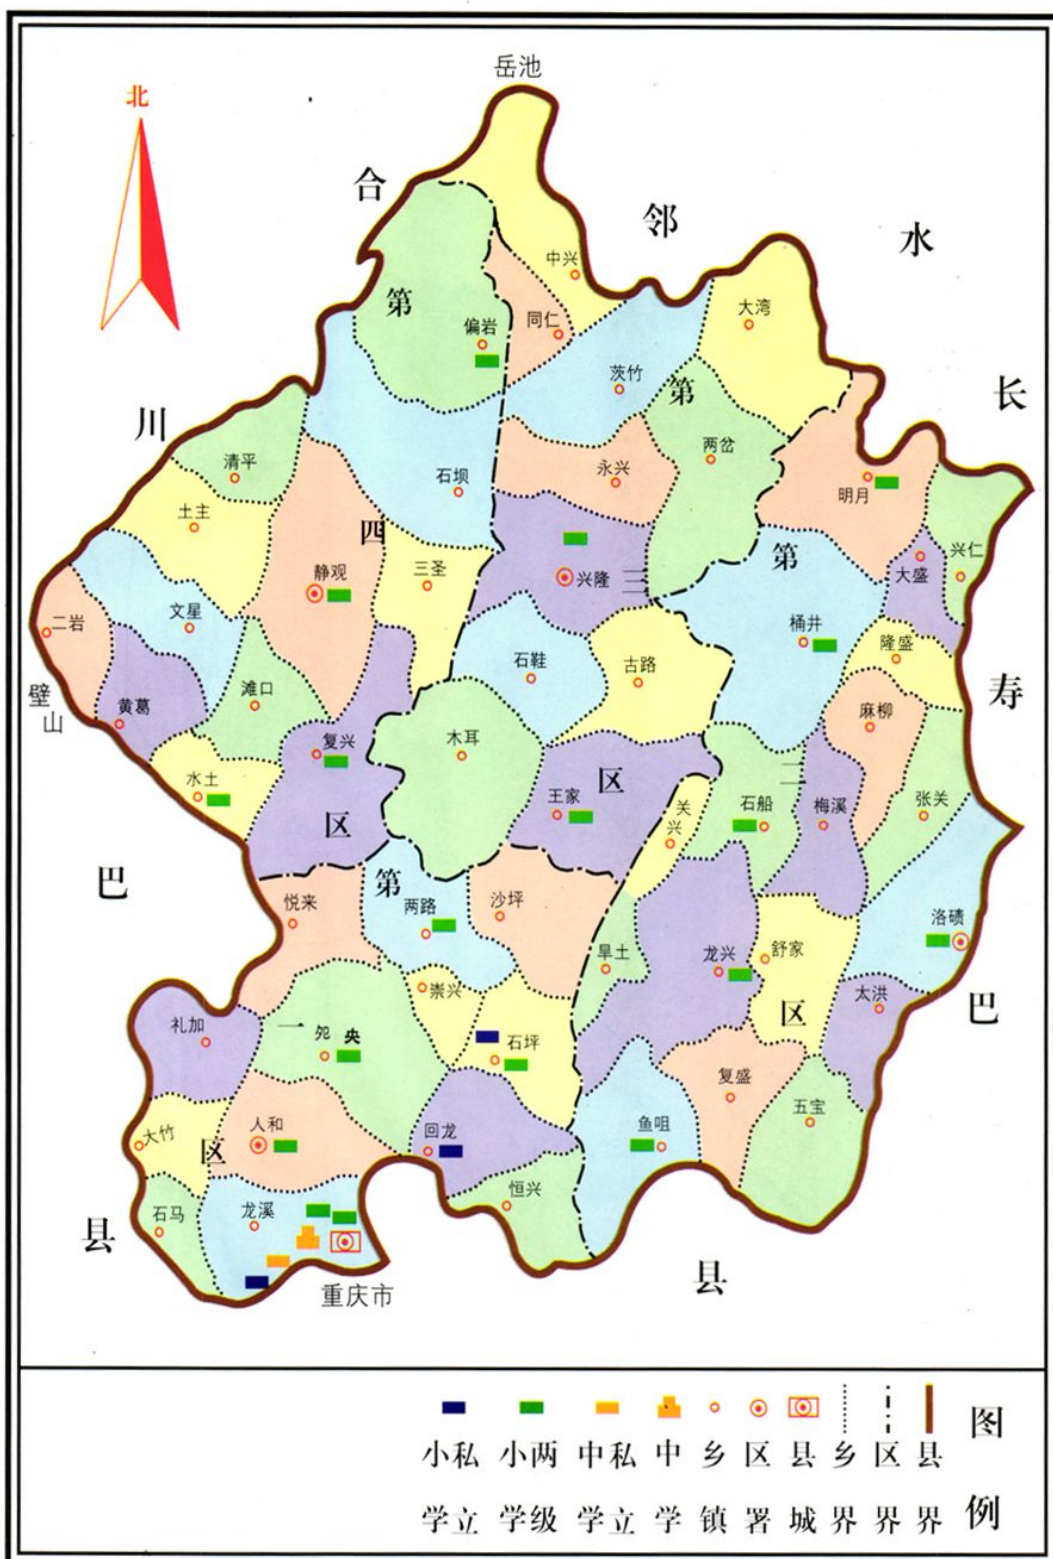 岳池
北
合
邻
水
中兴
第
大湾
偏岩
同仁
茨竹
第
长
川
两岔
清平
永兴
石坝
明月
土主
四
第
兴仁
静观
三圣
兴隆
三
大盛
二岩
文星
桶井
隆盛
石鞋
古路
滩口
璧山
寿
黄葛
麻柳
复兴
木耳
水土
区
二
王家
关兴
石船
梅溪
张关
区
巴
第
悦来
两路
沙坪
洛碛
旱土
龙兴
舒家
崇兴
太洪
巴
礼加
一
央
石坪
区
复盛
大竹
人和
区
回龙
鱼咀
五宝
石马
龙溪
恒兴
县
县
重庆市
图例
县界
区界
乡界
县城
区署
乡镇
中学
私立中学
两级小学
私立小学